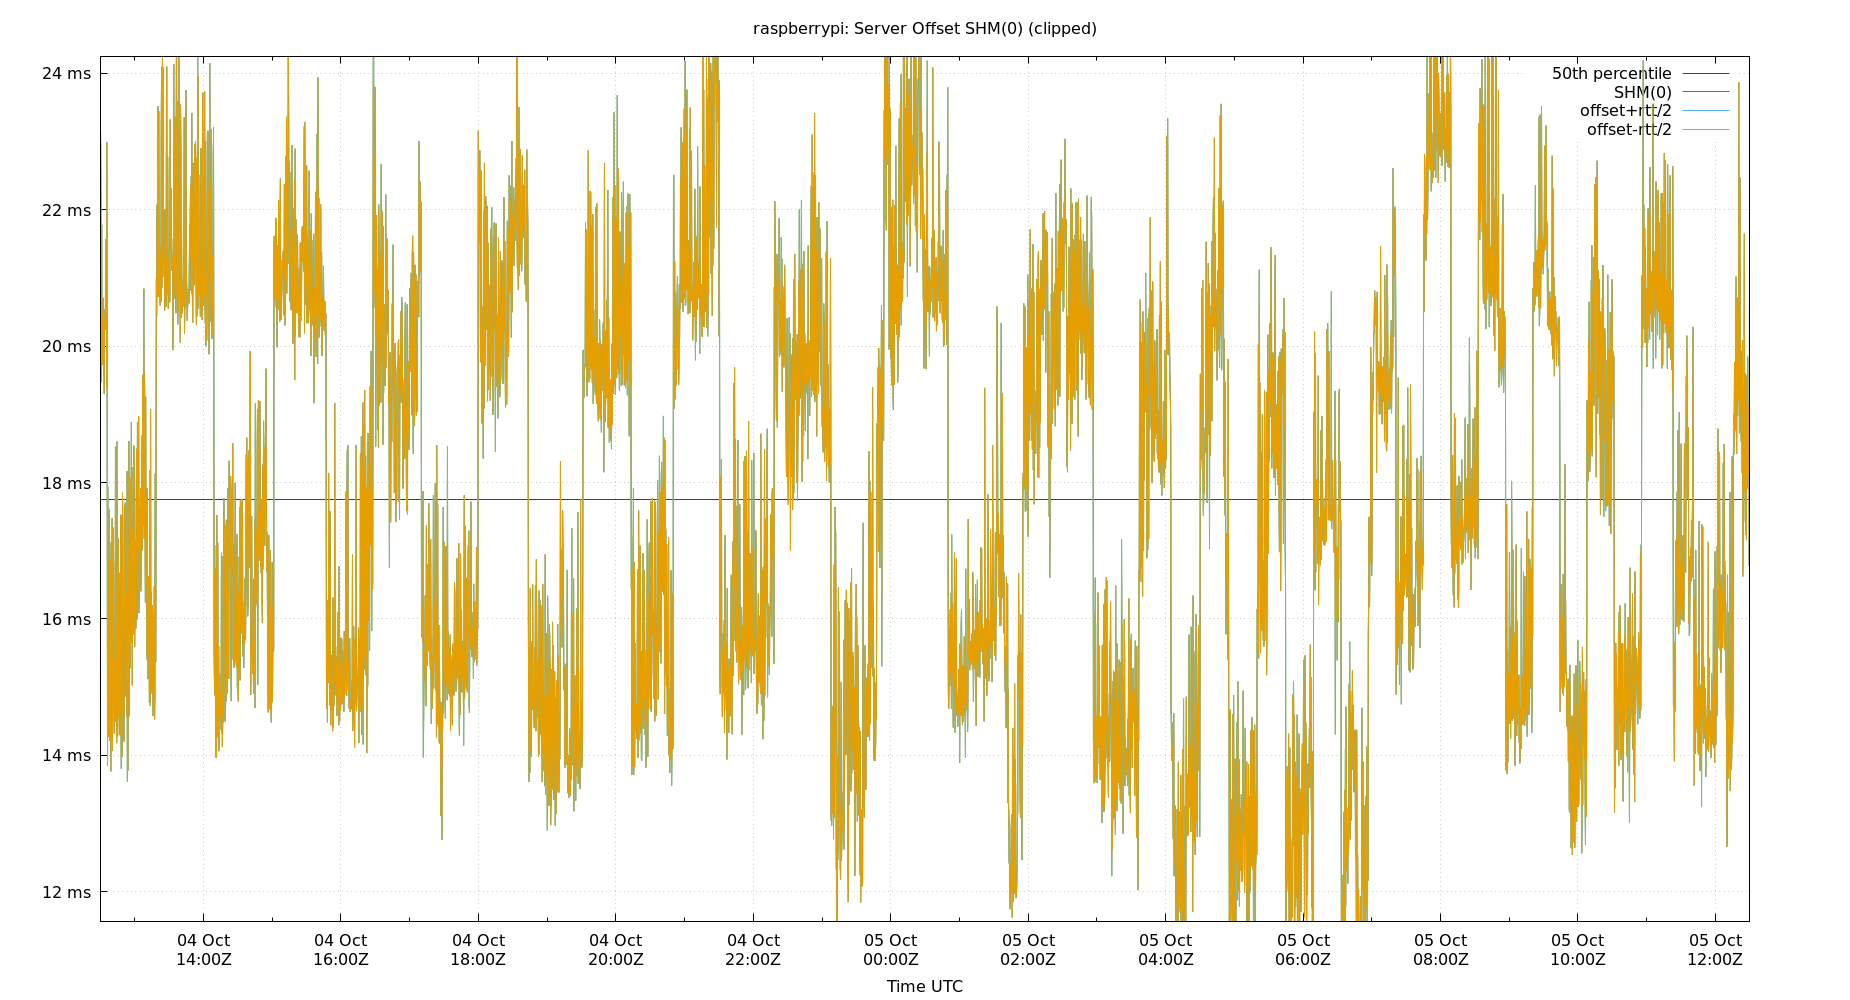 raspberrypi: Server Offset SHM(0) (clipped)
24 ms
22 ms
20 ms
18 ms
16 ms
14 ms
12 ms
50th percentile
SHM(0)
offset+rtt/2
offset-rtt/2
04 Oct 04 Oct 04 Oct 04 Oct 04 Oct 05 Oct 05 Oct 05 Oct 05 Oct 05 Oct 05 Oct 05 Oct
14:00Z 16:00Z 18:00Z 20:00Z 22:00Z 00:00Z 02:00Z 04:00Z 06:00Z 08:00Z 10:00Z 12:00Z
Time UTC